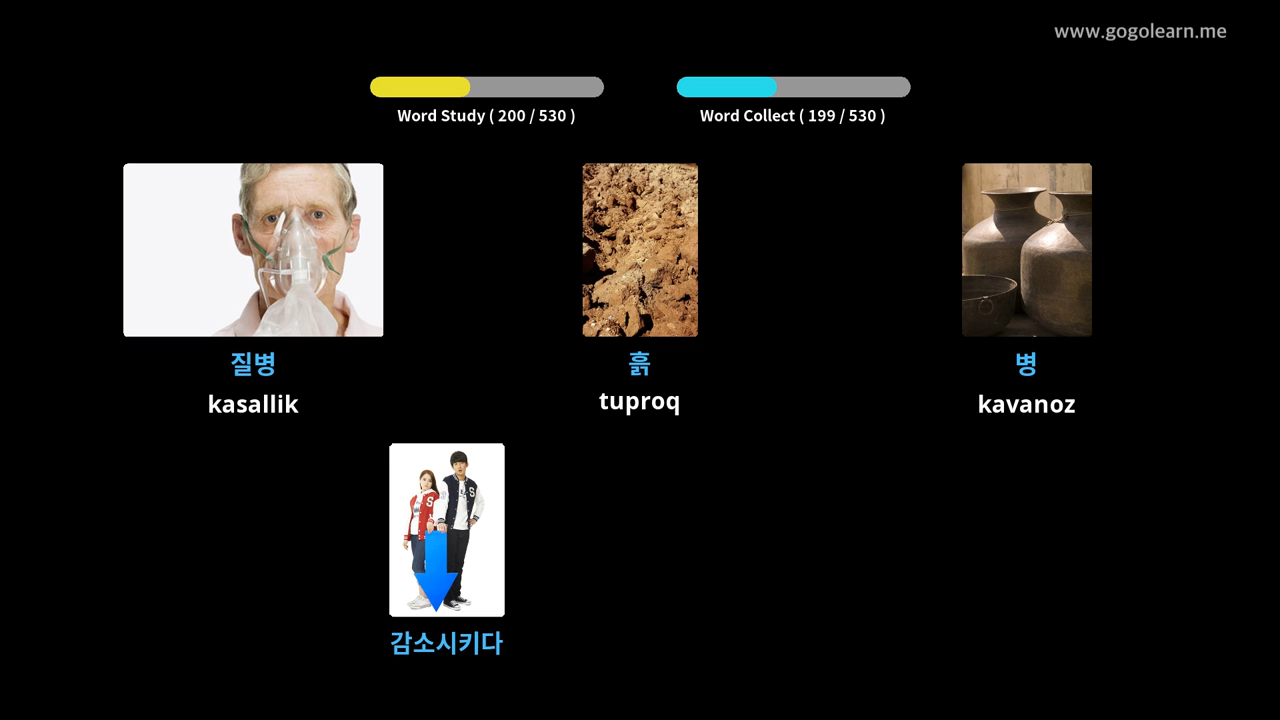 www.gogolearn.me
Word Study ( 200 / 530 )
Word Collect ( 199 / 530 )
질병
kasallik
흙
tuproq
병
kavanoz
S
S
감소시키다